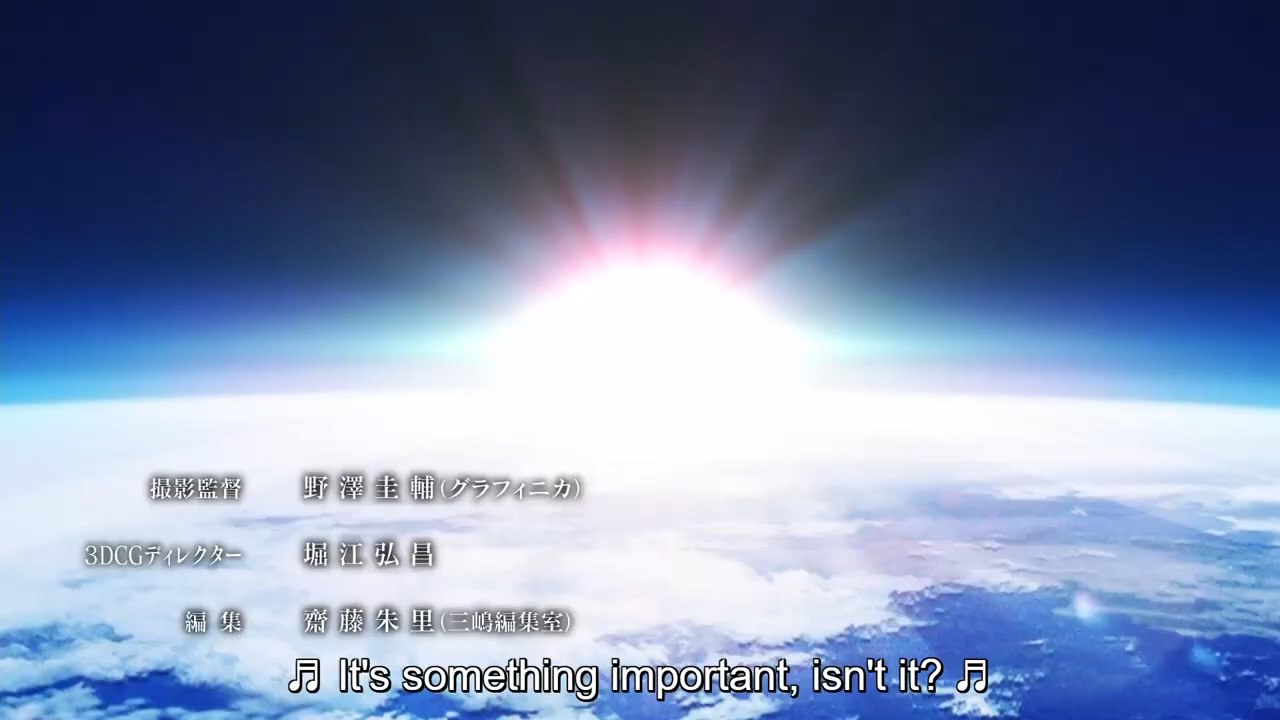 撮影監督 野澤圭輔(グラフィニカ)
3DCGディレクター 堀江弘昌
編集 齋藤朱里(三嶋編集室)
♬ It's something important, isn't it? ♬